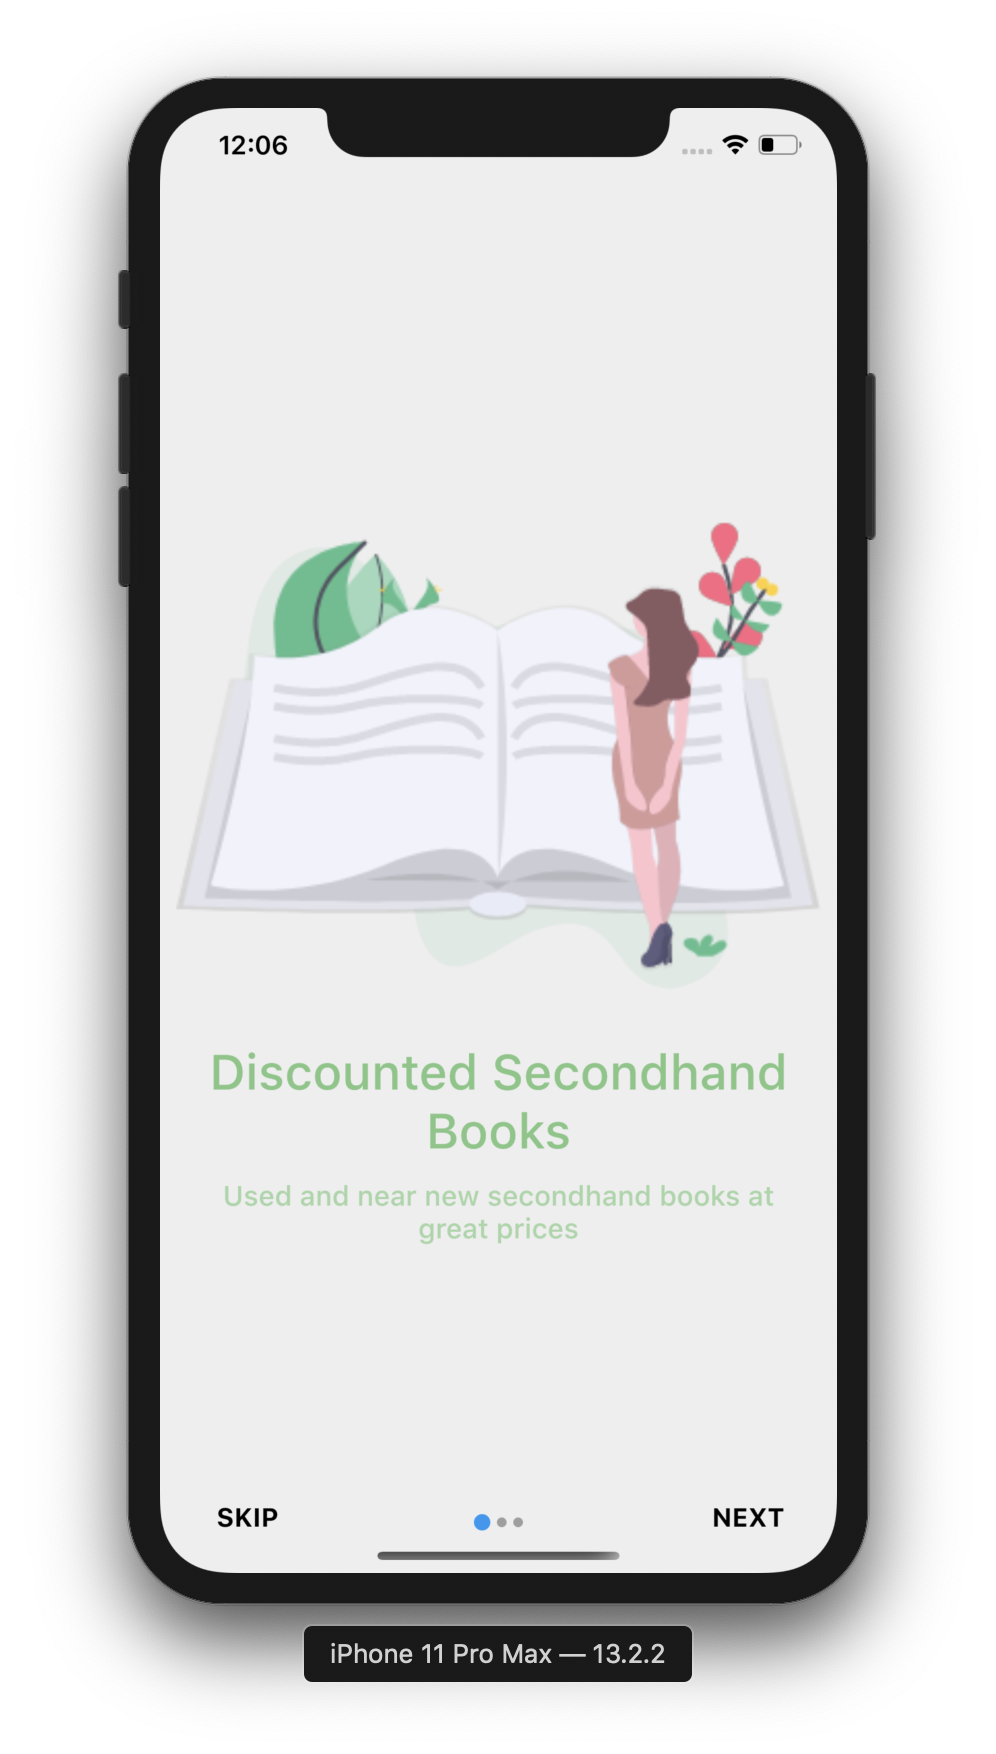 12:06
Discounted Secondhand
Books
Used and near new secondhand books at
great prices
SKIP
NEXT
iPhone 11 Pro Max — 13.2.2